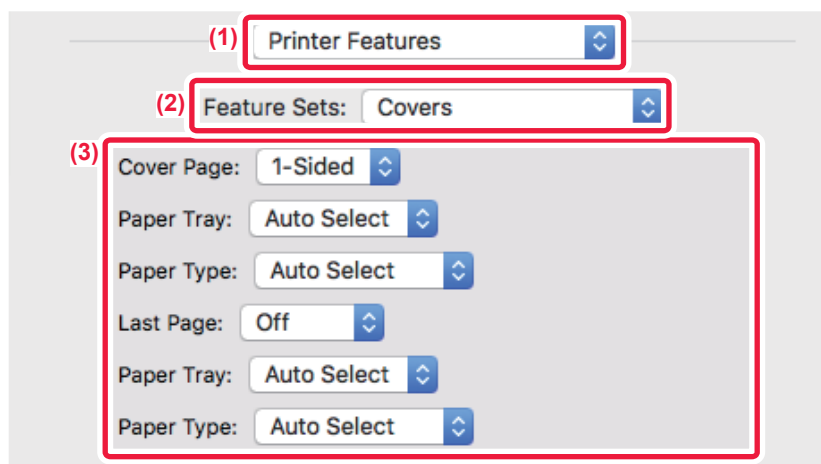 (1) Printer Features
(2) Feature Sets: Covers
(3)
Cover Page: 1-Sided
Paper Tray: Auto Select
Paper Type: Auto Select
Last Page: Off
Paper Tray: Auto Select
Paper Type: Auto Select